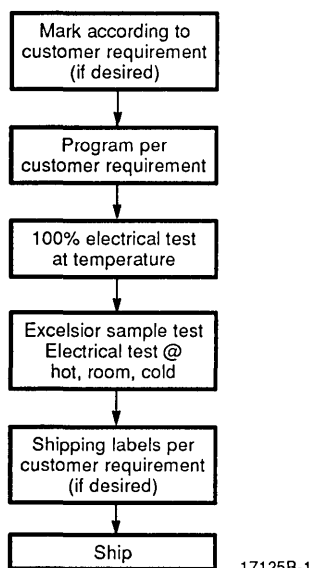 Mark according to
customer requirement
(if desired)
Program per
customer requirement
100% electrical test
at temperature
Excelsior sample test
Electrical test @
hot, room, cold
Shipping labels per
customer requirement
(if desired)
Ship
17125B-1